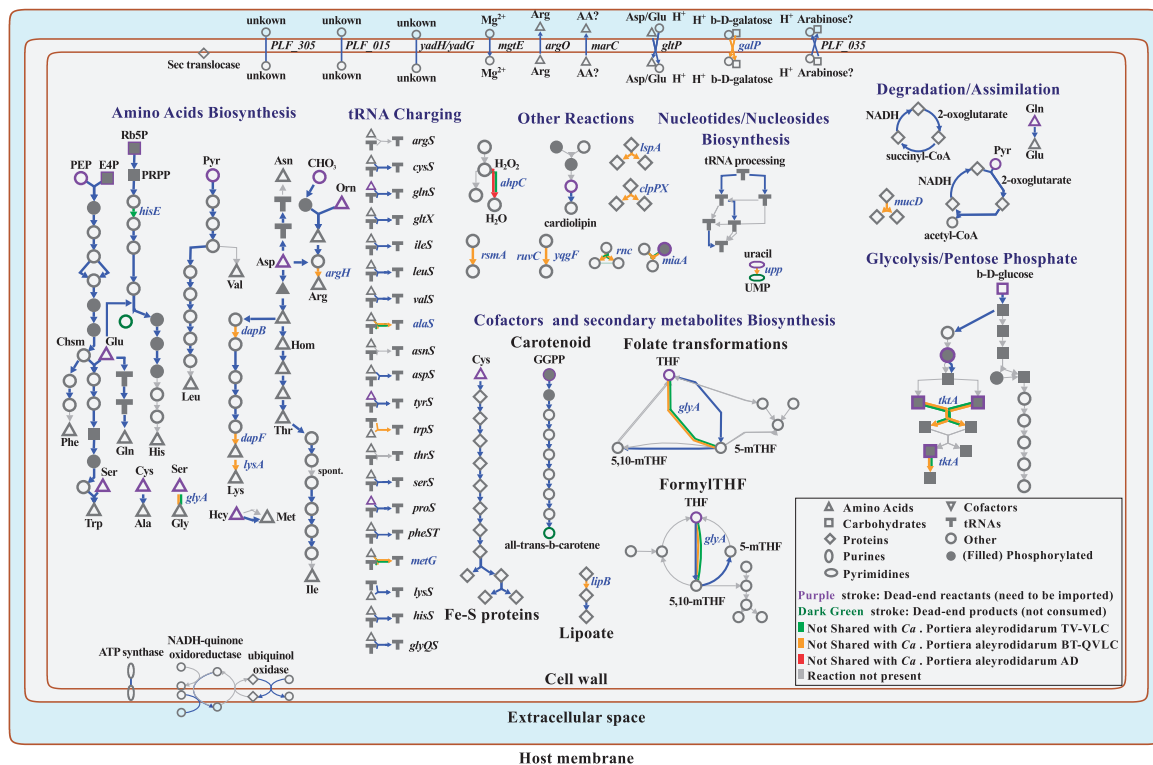 unkown unkown unkown Mg2+ Arg AA? Asp/Glu H+ H+ b-D-galatose H+ Arabinose?
Sec translocase PLF_305 PLF_015 yadH/yadG mgtE argO marC gltP galP PLF_035
unkown unkown unkown Mg2+ Arg AA? Asp/Glu H+ H+ b-D-galatose H+ Arabinose?
Amino Acids Biosynthesis
Rb5P
PEP E4P
PRPP
hisE
Pyr
Asn
CHO3
Orn
Asp
argH
Arg
Val
Chsm
Glu
dapB
Hom
Leu
Phe
Gln
His
Thr
dapF
lysA
Lys
spont.
Ser
Cys
Ser
glyA
Trp
Ala
Gly
Hcy
Met
Ile
tRNA Charging
argS
cysS
glnS
gltX
ileS
leuS
valS
alaS
asnS
aspS
tyrS
trpS
thrS
serS
proS
pheST
metG
lysS
hisS
glyQS
Other Reactions
H2O2
ahpC
H2O
cardiolipin
lspA
clpPX
rsmA
ruvC
yqgF
rnc
miaA
Nucleotides/Nucleosides
Biosynthesis
tRNA processing
uracil
upp
UMP
Degradation/Assimilation
NADH
2-oxoglutarate
succinyl-CoA
Gln
Glu
Pyr
NADH
2-oxoglutarate
acetyl-CoA
mucD
Glycolysis/Pentose Phosphate
b-D-glucose
tktA
tktA
Cofactors and secondary metabolites Biosynthesis
Carotenoid
Folate transformations
Cys
GGPP
THF
glyA
5,10-mTHF
5-mTHF
FormylTHF
THF
glyA
5-mTHF
5,10-mTHF
all-trans-b-carotene
lipB
Fe-S proteins
Lipoate
Amino Acids
Cofactors
Carbohydrates
tRNAs
Proteins
Other
Purines
(Filled) Phosphorylated
Pyrimidines
Purple stroke: Dead-end reactants (need to be imported)
Dark Green stroke: Dead-end products (not consumed)
Not Shared with Ca. Portiera aleyrodidarum TV-VLC
Not Shared with Ca. Portiera aleyrodidarum BT-QVLC
Not Shared with Ca. Portiera aleyrodidarum AD
Reaction not present
ATP synthase
NADH-quinone
oxidoreductase
ubiquinol
oxidase
Cell wall
Extracellular space
Host membrane